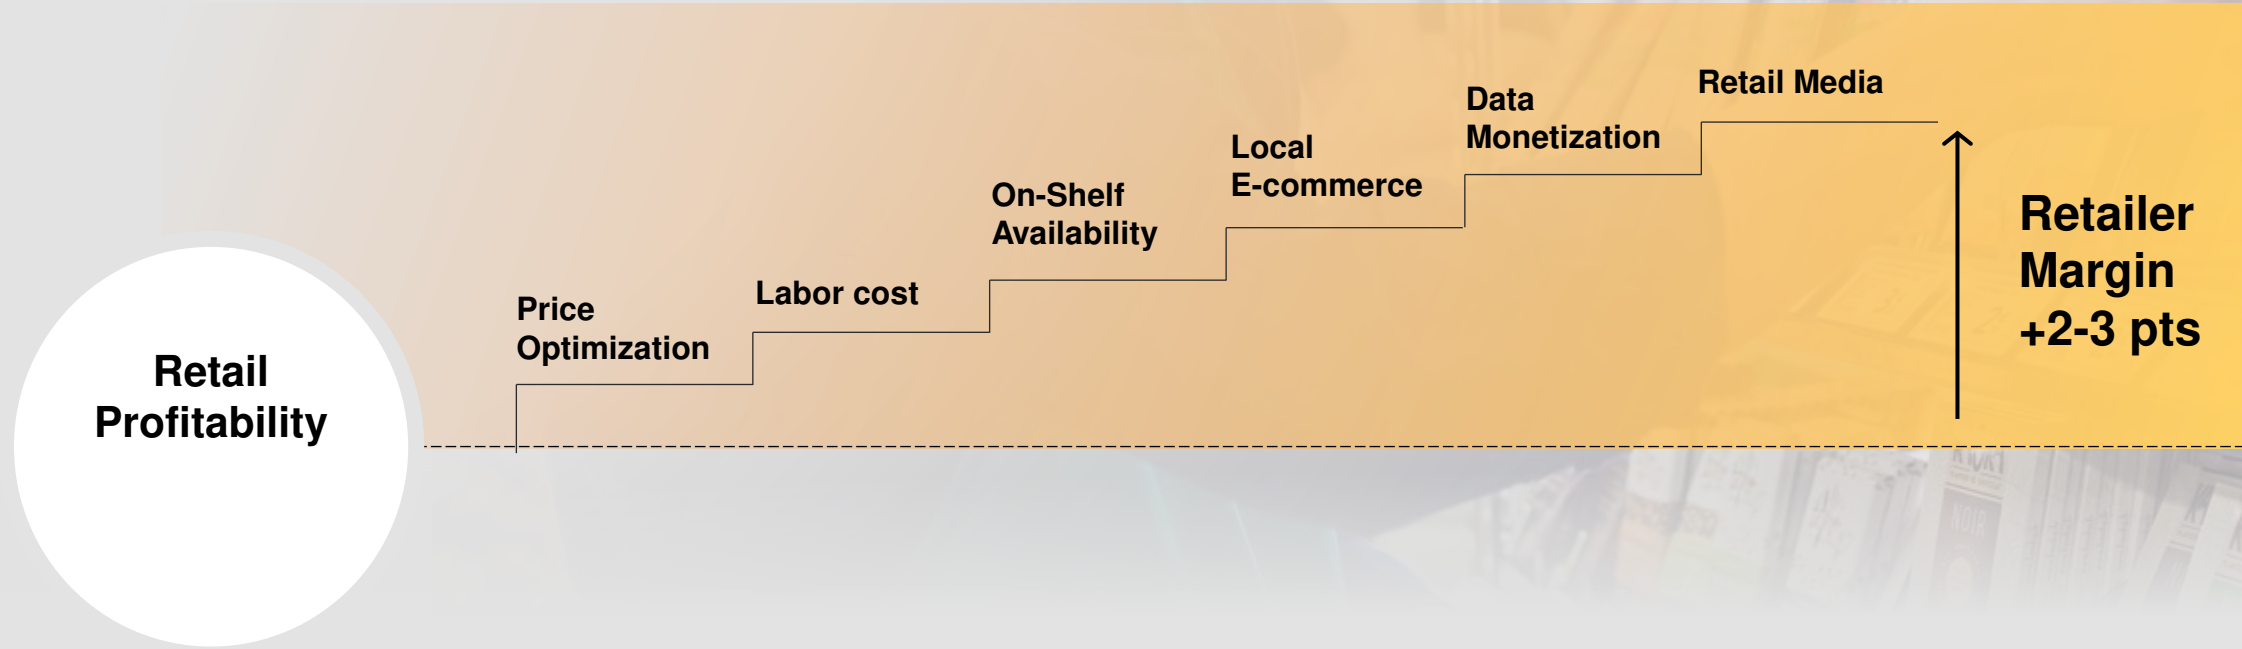 Retail
Profitability
Price
Optimization
Labor cost
On-Shelf
Availability
Local
E-commerce
Data
Monetization
Retail Media
Retailer
Margin
+2-3 pts